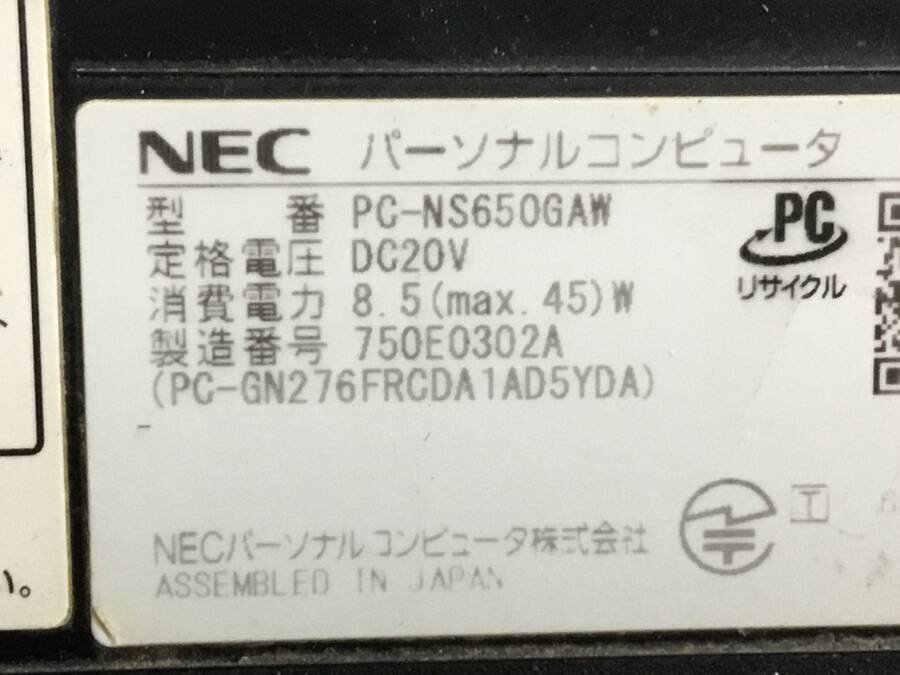 NEC パーソナルコンピュータ
型 番 PC-NS650GAW
定格電圧 DC20V
消費電力 8.5(max.45)W
製造番号 750E0302A
(PC-GN276FRCDA1AD5YDA)
-
PC
リサイクル
NECパーソナルコンピュータ株式会社
ASSEMBLED IN JAPAN
い。